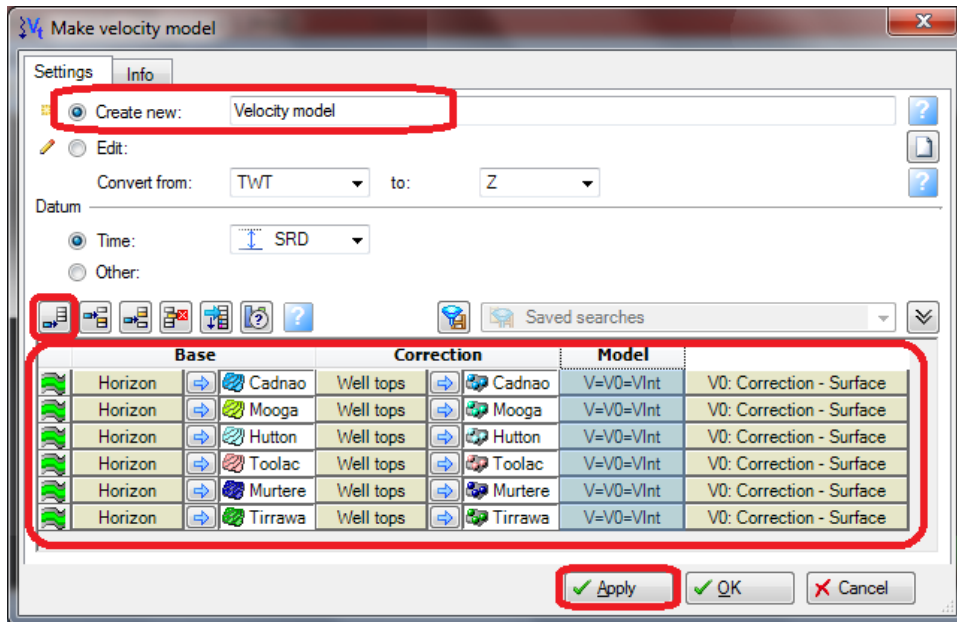 Make velocity model
Settings Info
Create new: Velocity model
Edit:
Convert from: TWT to: Z
Datum
Time: SRD
Other:
Saved searches
Base Correction Model
Horizon Cadnao Well tops Cadnao V=V0=VInt V0: Correction - Surface
Horizon Mooga Well tops Mooga V=V0=VInt V0: Correction - Surface
Horizon Hutton Well tops Hutton V=V0=VInt V0: Correction - Surface
Horizon Toolac Well tops Toolac V=V0=VInt V0: Correction - Surface
Horizon Murtere Well tops Murtere V=V0=VInt V0: Correction - Surface
Horizon Tirrawa Well tops Tirrawa V=V0=VInt V0: Correction - Surface
Apply OK Cancel